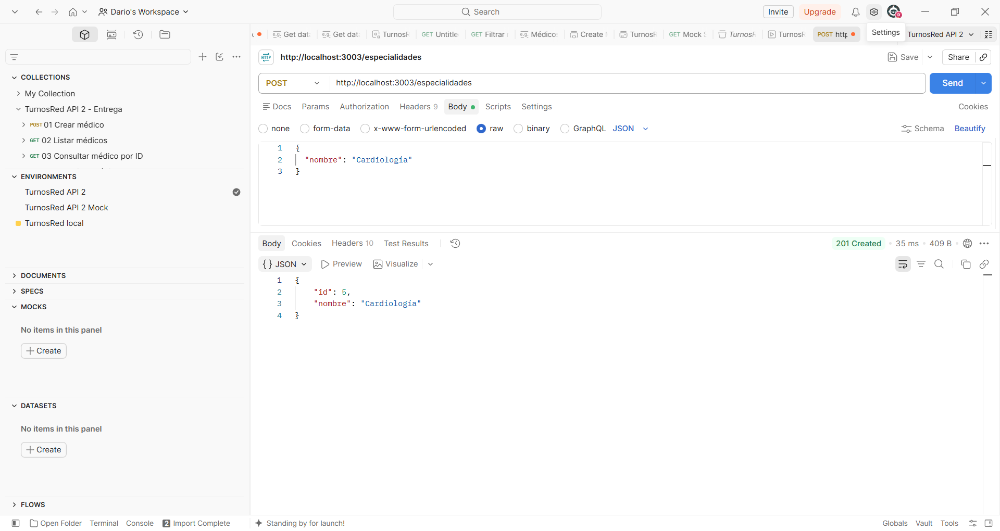 Dario's Workspace
Search
Invite
Upgrade
Settings
Get dat
Get dat
TurnosR
GET Untitle
GET Filtrar
Médico
Create
TurnosR
GET Mock
TurnosR
TurnosR
POST http
TurnosRed API 2
HTTP http://localhost:3003/especialidades
Save
Share
POST http://localhost:3003/especialidades
Send
Docs Params Authorization Headers 9 Body Scripts Settings Cookies
none form-data x-www-form-urlencoded raw binary GraphQL JSON Schema Beautify
1 {
2 "nombre": "Cardiología"
3 }
COLLECTIONS
My Collection
TurnosRed API 2 - Entrega
POST 01 Crear médico
GET 02 Listar médicos
GET 03 Consultar médico por ID
ENVIRONMENTS
TurnosRed API 2
TurnosRed API 2 Mock
TurnosRed local
DOCUMENTS
SPECS
MOCKS
No items in this panel
Create
DATASETS
No items in this panel
Create
FLOWS
Body Cookies Headers 10 Test Results
201 Created 35 ms 409 B
{} JSON Preview Visualize
1 {
2 "id": 5,
3 "nombre": "Cardiología"
4 }
Open Folder Terminal Console 2 Import Complete
Standing by for launch!
Globals Vault Tools